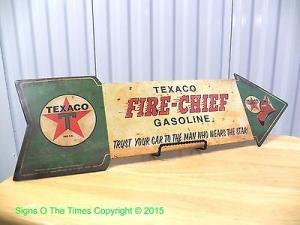 TEXACO
T
TEXACO
FIRE-CHIEF
GASOLINE
TRUST YOUR CAR TO THE MAN WHO WEARS THE STAR!
Signs O The Times Copyright © 2015